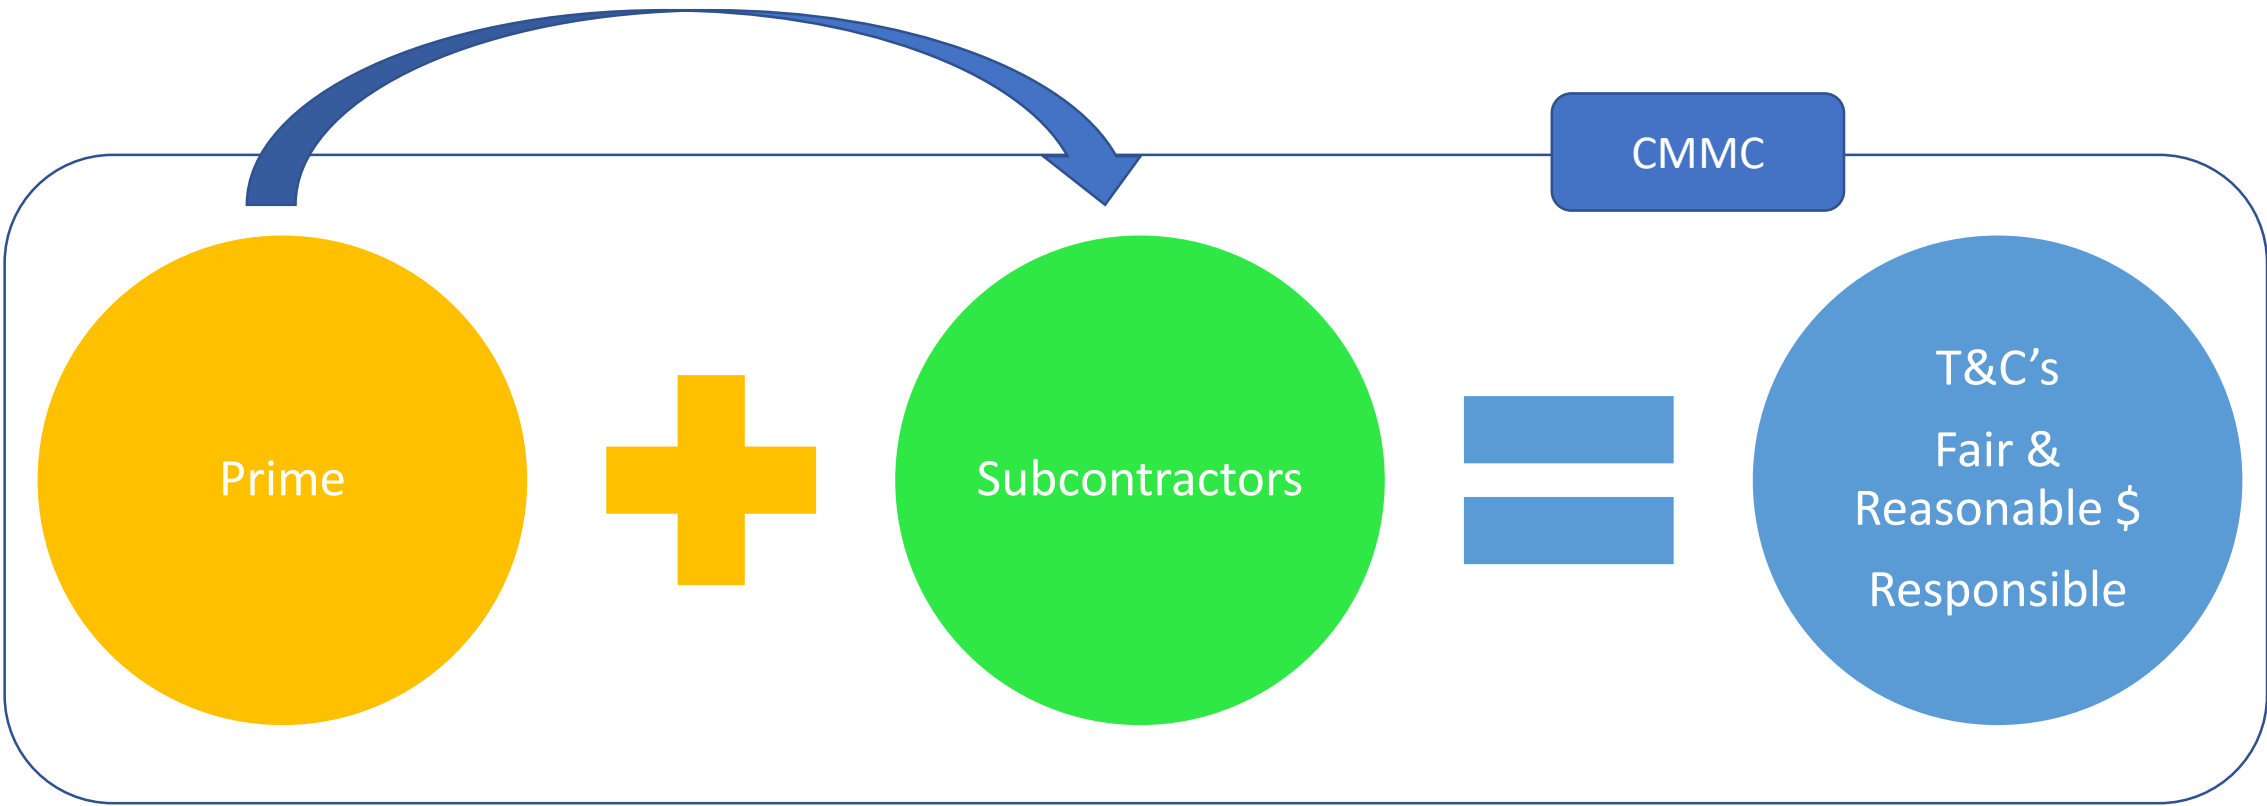 CMMC
Prime
Subcontractors
T&C’s
Fair &
Reasonable $
Responsible